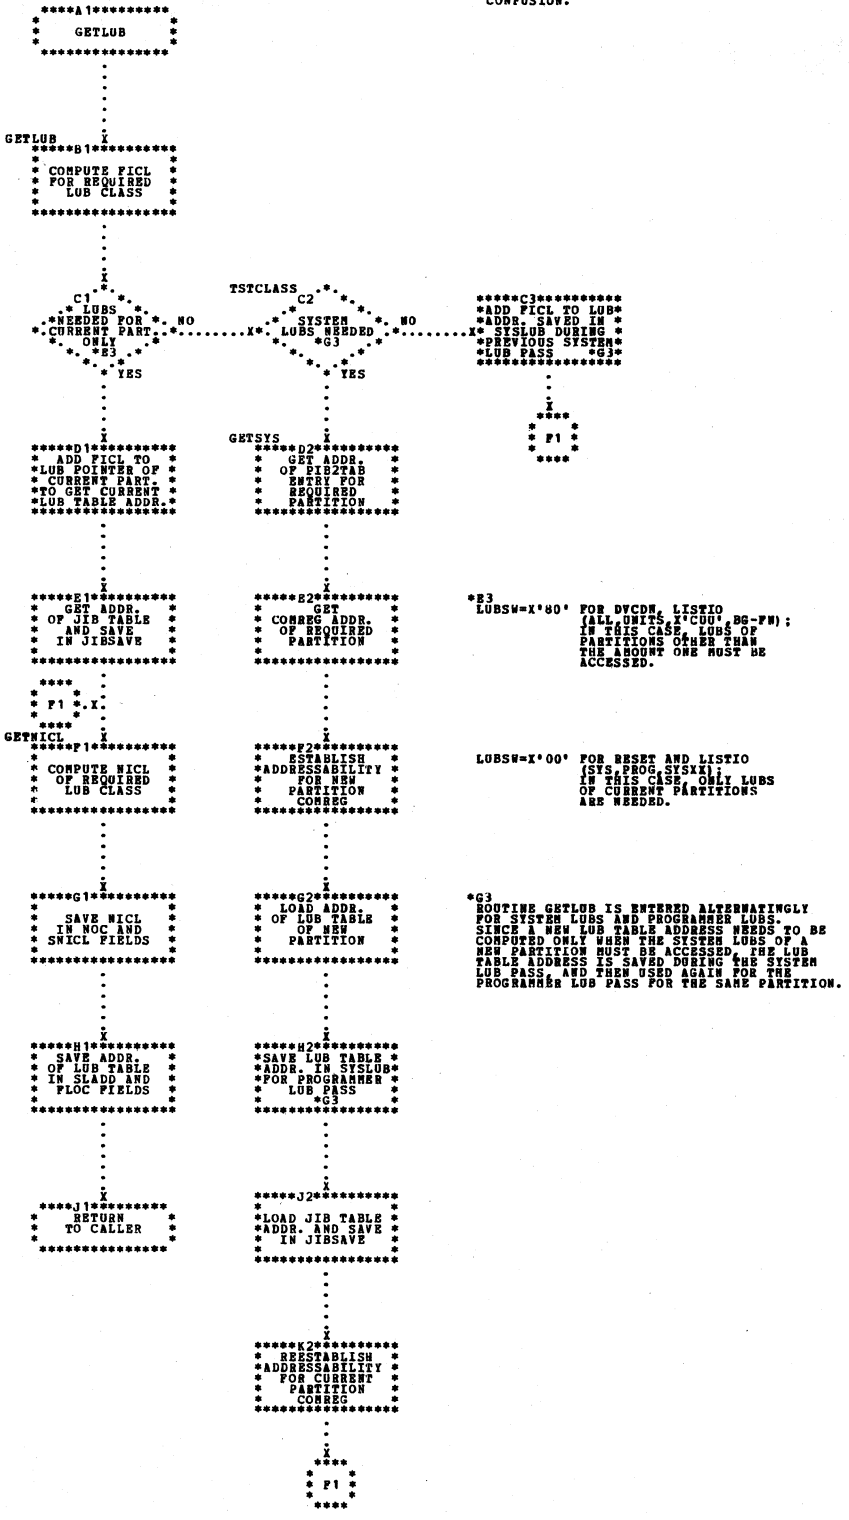 CONFUSION.
****A1*********
GETLUB
GETLUB
*****B1**********
COMPUTE FICL
FOR REQUIRED
LUB CLASS
C1
LUBS
NEEDED FOR
CURRENT PART.
ONLY
*E3
NO
YES
TSTCLASS
C2
SYSTEM
LUBS NEEDED
*G3
NO
YES
*****C3**********
ADD FICL TO LUB
ADDR. SAVED IN
SYSLUB DURING
PREVIOUS SYSTEM
LUB PASS *G3
F1
*****D1**********
ADD FICL TO
LUB POINTER OF
CURRENT PART.
TO GET CURRENT
LUB TABLE ADDR.
GETSYS
*****D2**********
GET ADDR.
OF PIB2TAB
ENTRY FOR
REQUIRED
PARTITION
*****E1**********
GET ADDR.
OF JIB TABLE
AND SAVE
IN JIBSAVE
*****E2**********
GET
COMREG ADDR.
OF REQUIRED
PARTITION
*E3
LUBSW=X'80' FOR DVCDN, LISTIO
(ALL,UNITS,X'CUU',BG-FN);
IN THIS CASE, LUBS OF
PARTITIONS OTHER THAN
THE AMOUNT ONE MUST BE
ACCESSED.
F1
GETNICL
*****F1**********
COMPUTE NICL
OF REQUIRED
LUB CLASS
*****F2**********
ESTABLISH
ADDRESSABILITY
FOR NEW
PARTITION
COMREG
LUBSW=X'00' FOR RESET AND LISTIO
(SYS,PROG,SYSXX);
IN THIS CASE, ONLY LUBS
OF CURRENT PARTITIONS
ARE NEEDED.
*****G1**********
SAVE NICL
IN NOC AND
SNICL FIELDS
*****G2**********
LOAD ADDR.
OF LUB TABLE
OF NEW
PARTITION
*G3
ROUTINE GETLUB IS ENTERED ALTERNATINGLY
FOR SYSTEM LUBS AND PROGRAMMER LUBS.
SINCE A NEW LUB TABLE ADDRESS NEEDS TO BE
COMPUTED ONLY WHEN THE SYSTEM LUBS OF A
NEW PARTITION MUST BE ACCESSED, THE LUB
TABLE ADDRESS IS SAVED DURING THE SYSTEM
LUB PASS, AND THEN USED AGAIN FOR THE
PROGRAMMER LUB PASS FOR THE SAME PARTITION.
*****H1**********
SAVE ADDR.
OF LUB TABLE
IN SLADD AND
PLOC FIELDS
*****H2**********
SAVE LUB TABLE
ADDR. IN SYSLUB
FOR PROGRAMMER
LUB PASS
*G3
****J1*********
RETURN
TO CALLER
*****J2**********
LOAD JIB TABLE
ADDR. AND SAVE
IN JIBSAVE
*****K2**********
REESTABLISH
ADDRESSABILITY
FOR CURRENT
PARTITION
COMREG
F1